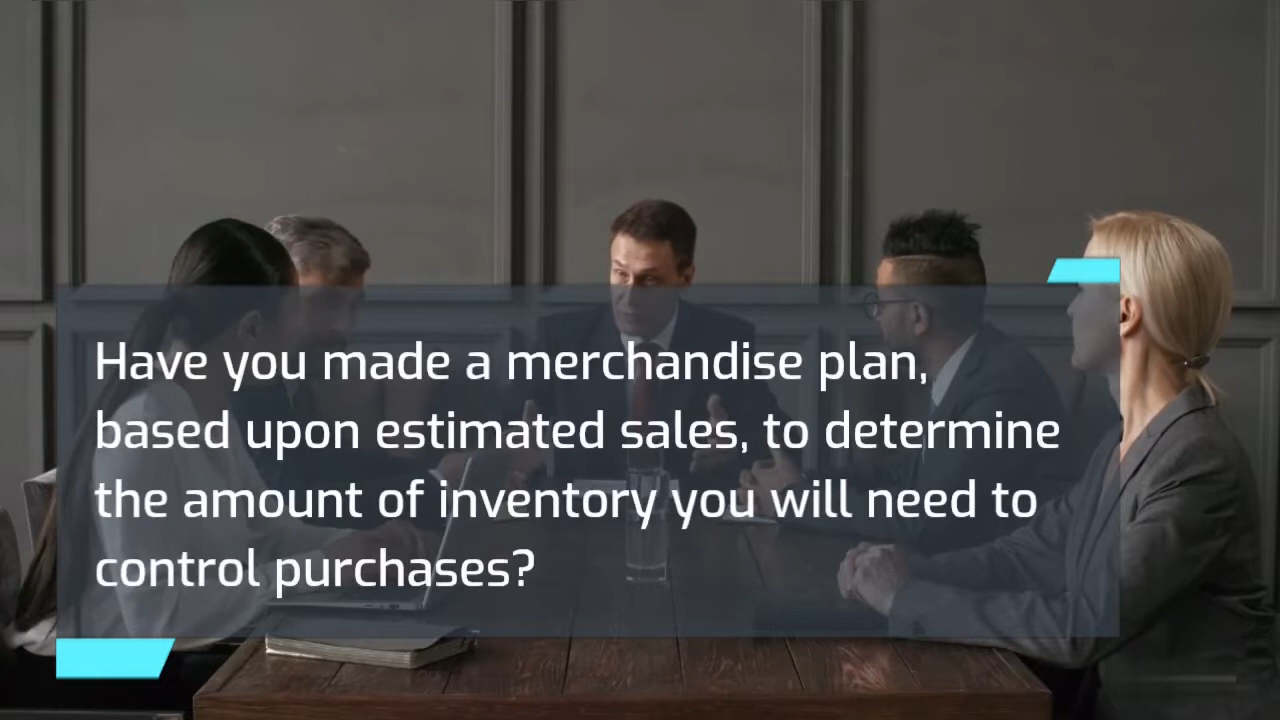 Have you made a merchandise plan,
based upon estimated sales, to determine
the amount of inventory you will need to
control purchases?